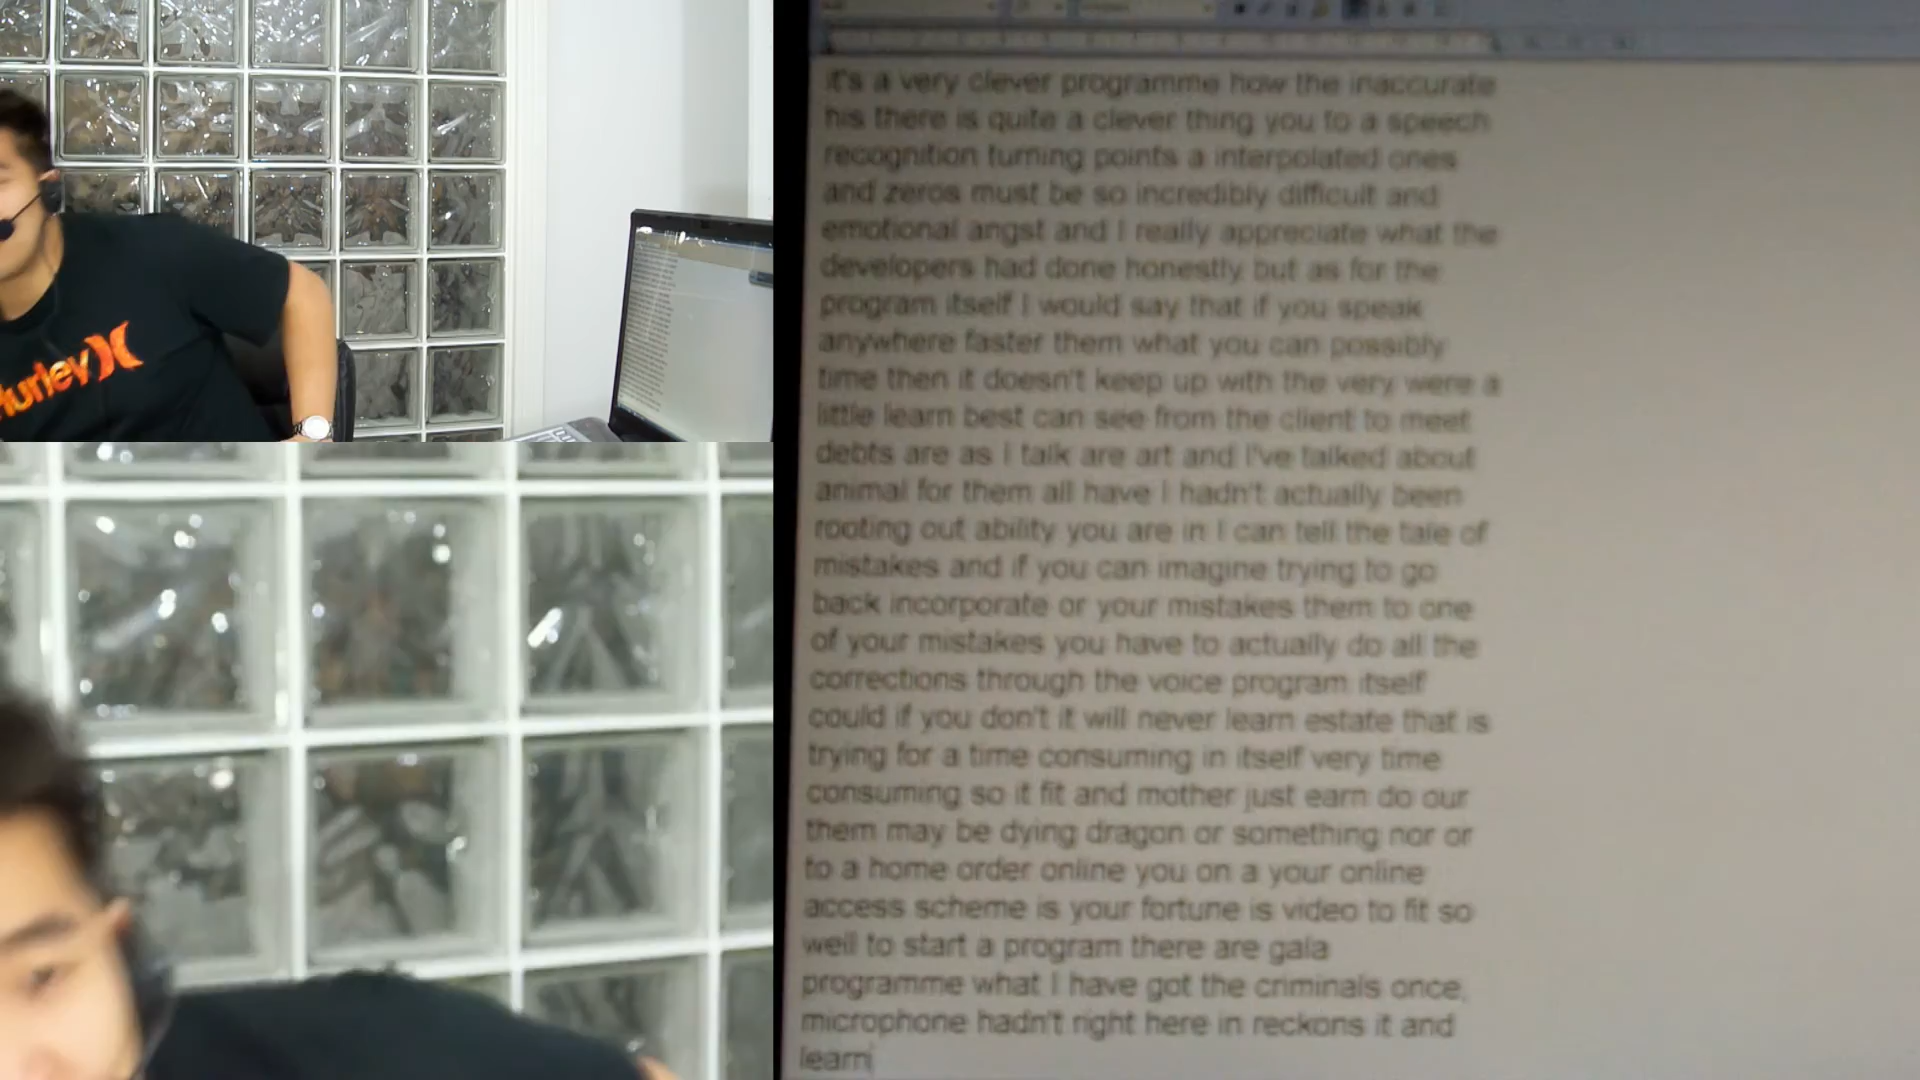 Hurley
it's a very clever programme how the inaccurate
his there is quite a clever thing you to a speech
recognition turning points a interpolated ones
and zeros must be so incredibly difficult and
emotional angst and I really appreciate what the
developers had done honestly but as for the
program itself I would say that if you speak
anywhere faster them what you can possibly
time then it doesn't keep up with the very were a
little learn best can see from the client to meet
debts are as I talk are art and I've talked about
animal for them all have I hadn't actually been
rooting out ability you are in I can tell the tale of
mistakes and if you can imagine trying to go
back incorporate or your mistakes them to one
of your mistakes you have to actually do all the
corrections through the voice program itself
could if you don't it will never learn estate that is
trying for a time consuming in itself very time
consuming so it fit and mother just earn do our
them may be dying dragon or something nor or
to a home order online you on a your online
access scheme is your fortune is video to fit so
well to start a program there are gala
programme what I have got the criminals once,
microphone hadn't right here in reckons it and
learn